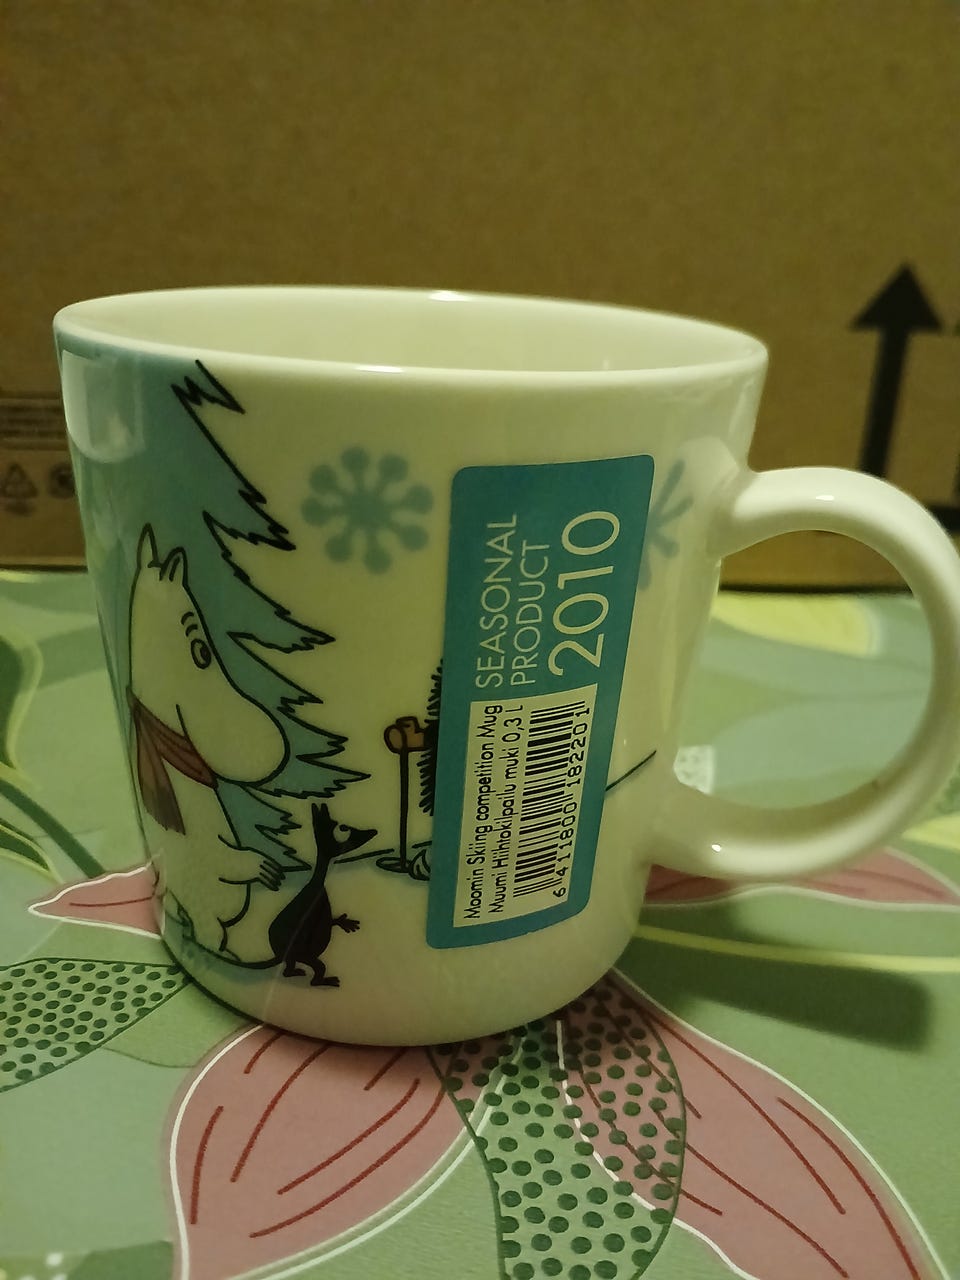 SEASONAL
PRODUCT
2010
Moomin Skiing competition Mug
Muumi Hiihtokilpailu muki 0,3 L
6 411800 182201